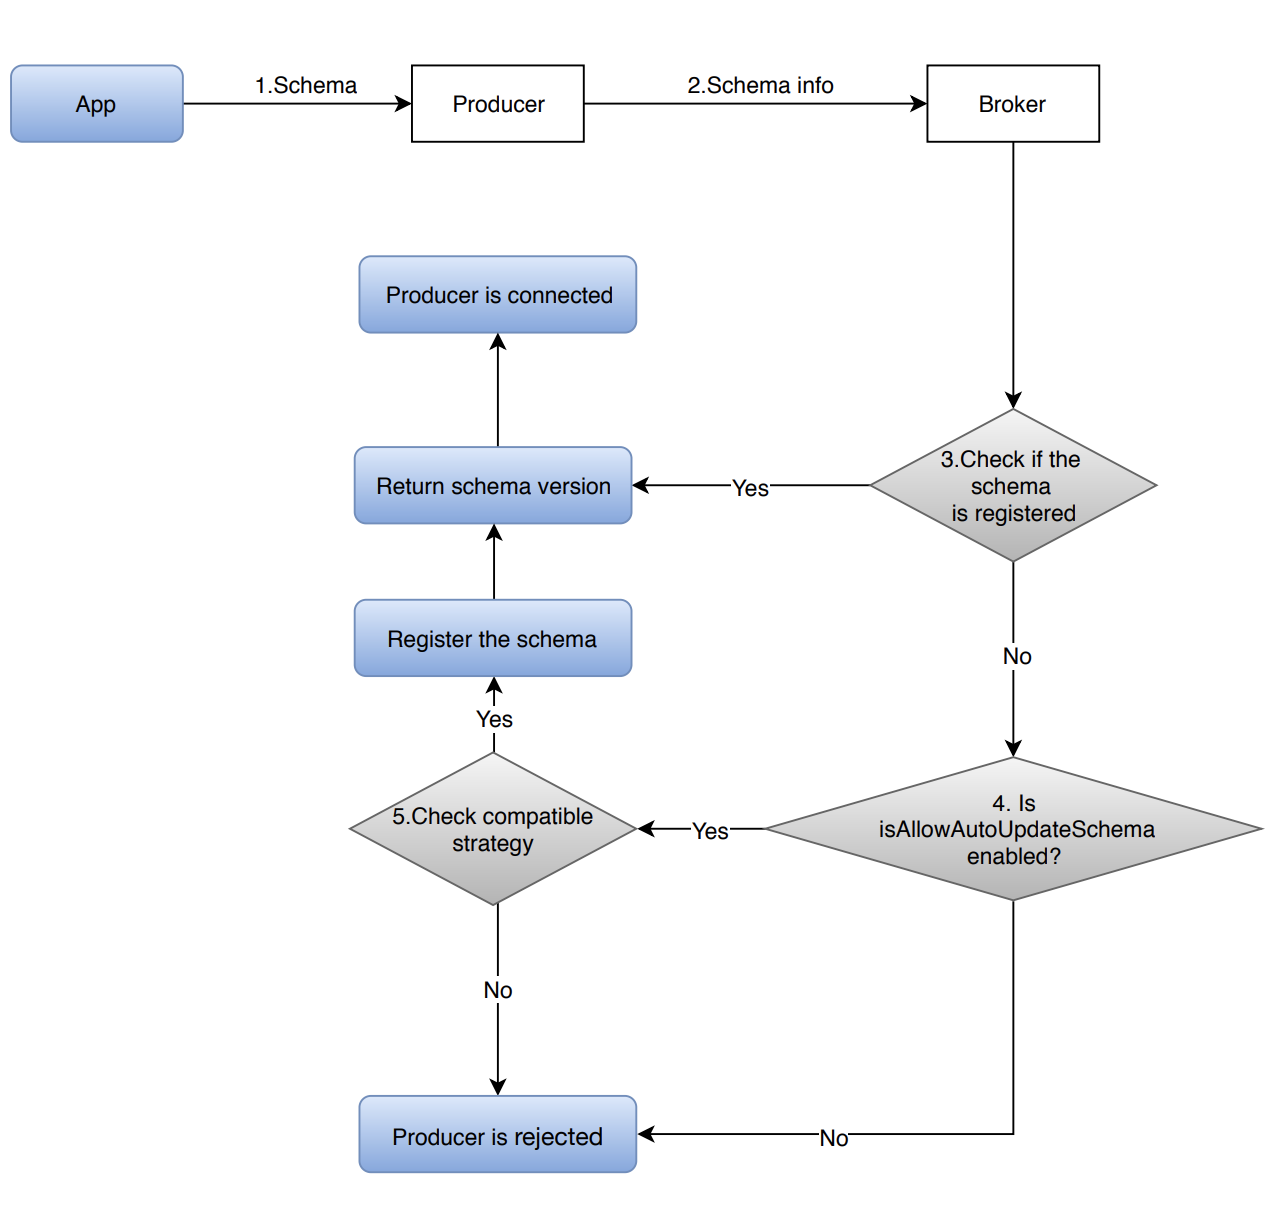 App
1.Schema
Producer
2.Schema info
Broker
Producer is connected
Return schema version
Yes
3.Check if the
schema
is registered
Register the schema
No
Yes
5.Check compatible
strategy
Yes
4. Is
isAllowAutoUpdateSchema
enabled?
No
Producer is rejected
No